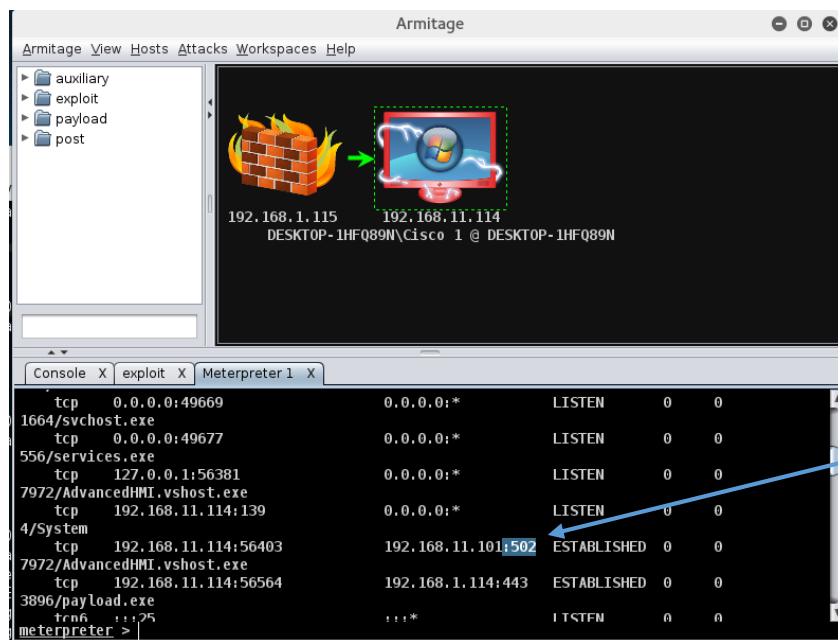 Armitage
Armitage View Hosts Attacks Workspaces Help
auxiliary
exploit
payload
post
192.168.1.115
192.168.11.114
DESKTOP-1HFQ89N\Cisco 1 @ DESKTOP-1HFQ89N
Console X exploit X Meterpreter 1 X
tcp 0.0.0.0:49669 0.0.0.0:* LISTEN 0 0
1664/svchost.exe
tcp 0.0.0.0:49677 0.0.0.0:* LISTEN 0 0
556/services.exe
tcp 127.0.0.1:56381 0.0.0.0:* LISTEN 0 0
7972/AdvancedHMI.vshost.exe
tcp 192.168.11.114:139 0.0.0.0:* LISTEN 0 0
4/System
tcp 192.168.11.114:56403 192.168.11.101:502 ESTABLISHED 0 0
7972/AdvancedHMI.vshost.exe
tcp 192.168.11.114:56564 192.168.1.114:443 ESTABLISHED 0 0
3896/payload.exe
tcp6 :::25 :::* LISTEN 0 0
meterpreter >